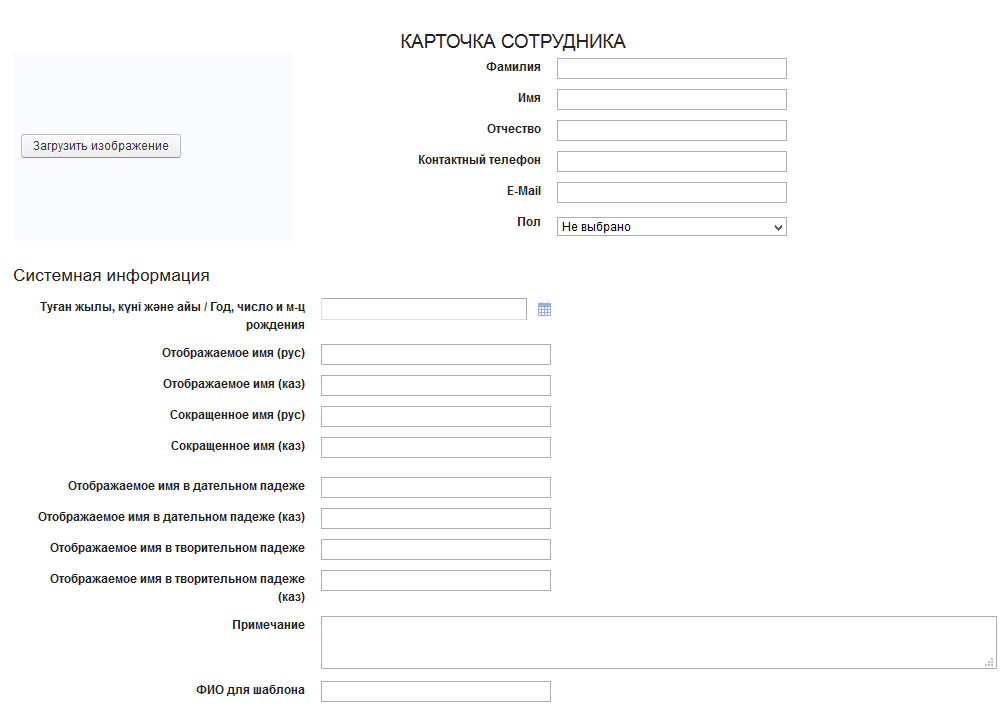 КАРТОЧКА СОТРУДНИКА
Фамилия
Имя
Отчество
Загрузить изображение
Контактный телефон
E-Mail
Пол
Не выбрано
Системная информация
Туған жылы, күні және айы / Год, число и м-ц
рождения
Отображаемое имя (рус)
Отображаемое имя (каз)
Сокращенное имя (рус)
Сокращенное имя (каз)
Отображаемое имя в дательном падеже
Отображаемое имя в дательном падеже (каз)
Отображаемое имя в творительном падеже
Отображаемое имя в творительном падеже
(каз)
Примечание
ФИО для шаблона